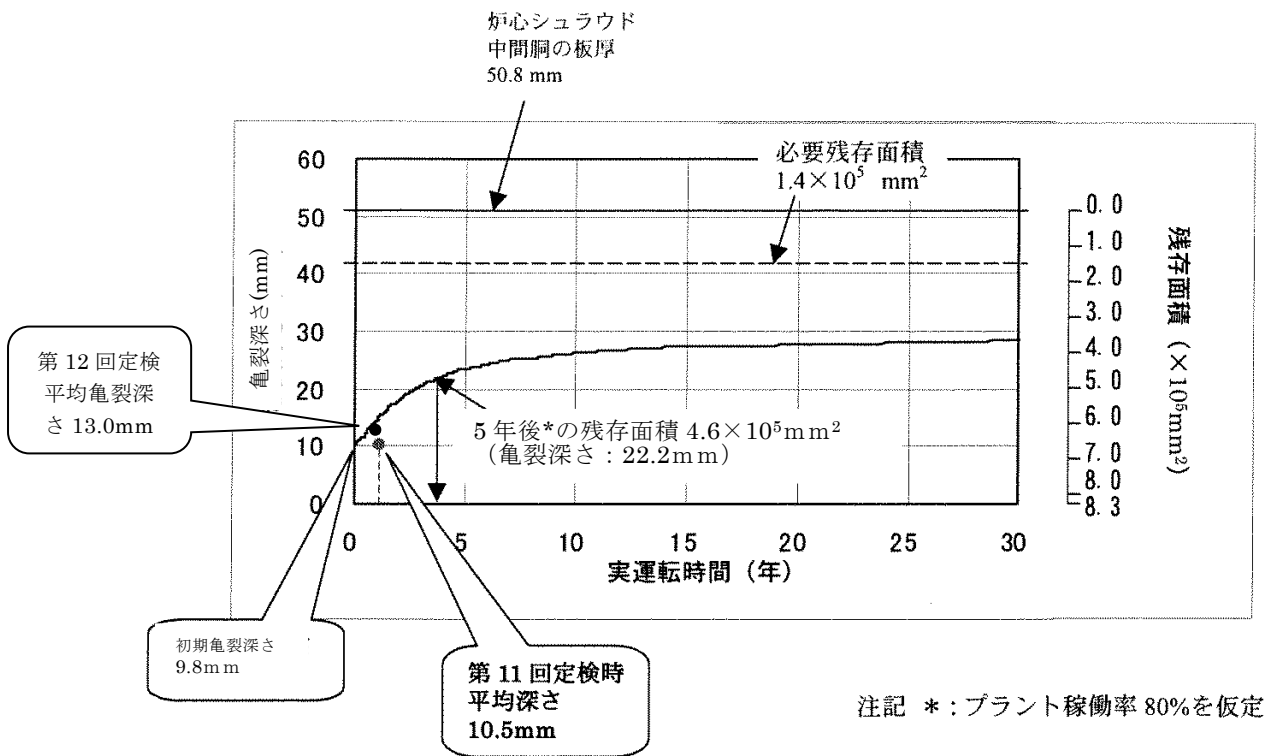 炉心シュラウド
中間胴の板厚
50.8 mm
必要残存面積
1.4×10⁵ mm²
60
50
40
30
20
10
0
亀裂深さ(mm)
第 12 回定検
平均亀裂深
さ 13.0mm
5 年後*の残存面積 4.6×10⁵mm²
(亀裂深さ：22.2mm)
0.0
1.0
2.0
3.0
4.0
5.0
6.0
7.0
8.0
8.3
残存面積（×10⁵mm²）
0 5 10 15 20 25 30
実運転時間（年）
初期亀裂深さ
9.8mm
第 11 回定検時
平均深さ
10.5mm
注記 ＊：プラント稼働率 80%を仮定